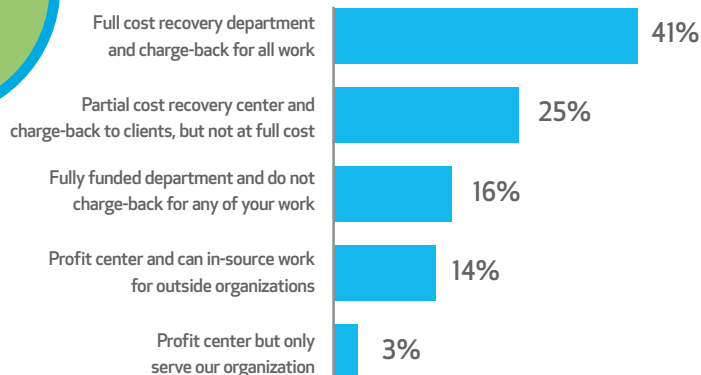 Full cost recovery department
and charge-back for all work
41%
Partial cost recovery center and
charge-back to clients, but not at full cost
25%
Fully funded department and do not
charge-back for any of your work
16%
Profit center and can in-source work
for outside organizations
14%
Profit center but only
serve our organization
3%